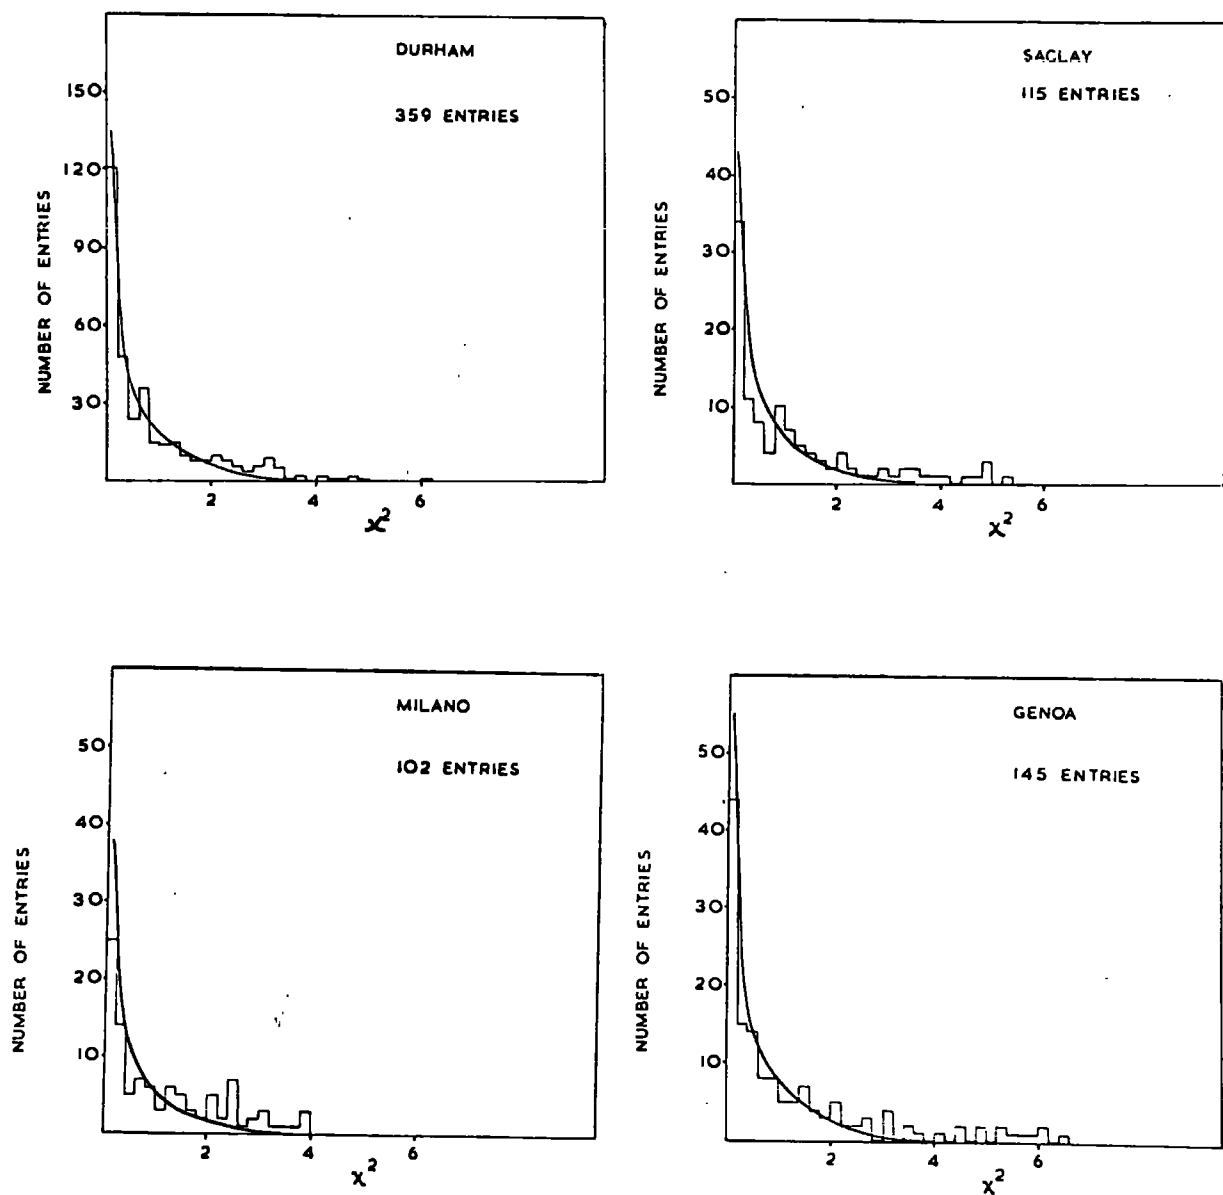 DURHAM
359 ENTRIES
150
120
90
60
30
NUMBER OF ENTRIES
2 4 6
χ²
SACLAY
115 ENTRIES
50
40
30
20
10
NUMBER OF ENTRIES
2 4 6
χ²
MILANO
102 ENTRIES
50
40
30
20
10
NUMBER OF ENTRIES
2 4 6
χ²
GENOA
145 ENTRIES
50
40
30
20
10
NUMBER OF ENTRIES
2 4 6
χ²